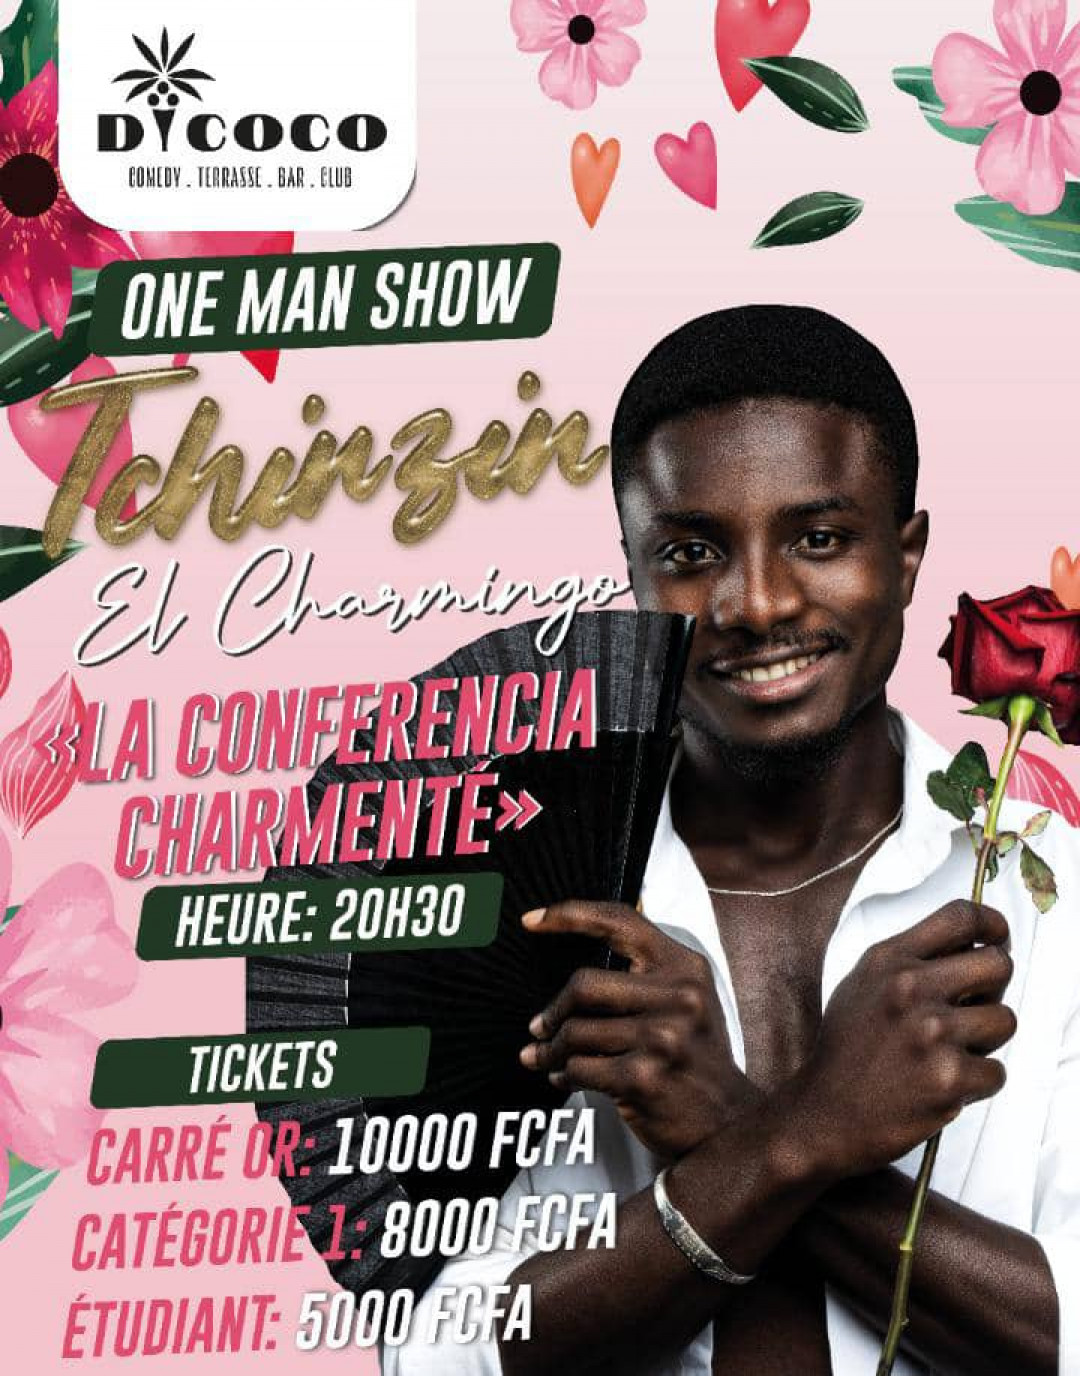 D COCO
COMEDY . TERRASSE . BAR . CLUB
ONE MAN SHOW
Tchinzin
El Charmingo
«LA CONFERENCIA
CHARMENTÉ»
HEURE: 20H30
TICKETS
CARRÉ OR: 10000 FCFA
CATÉGORIE 1: 8000 FCFA
ÉTUDIANT: 5000 FCFA